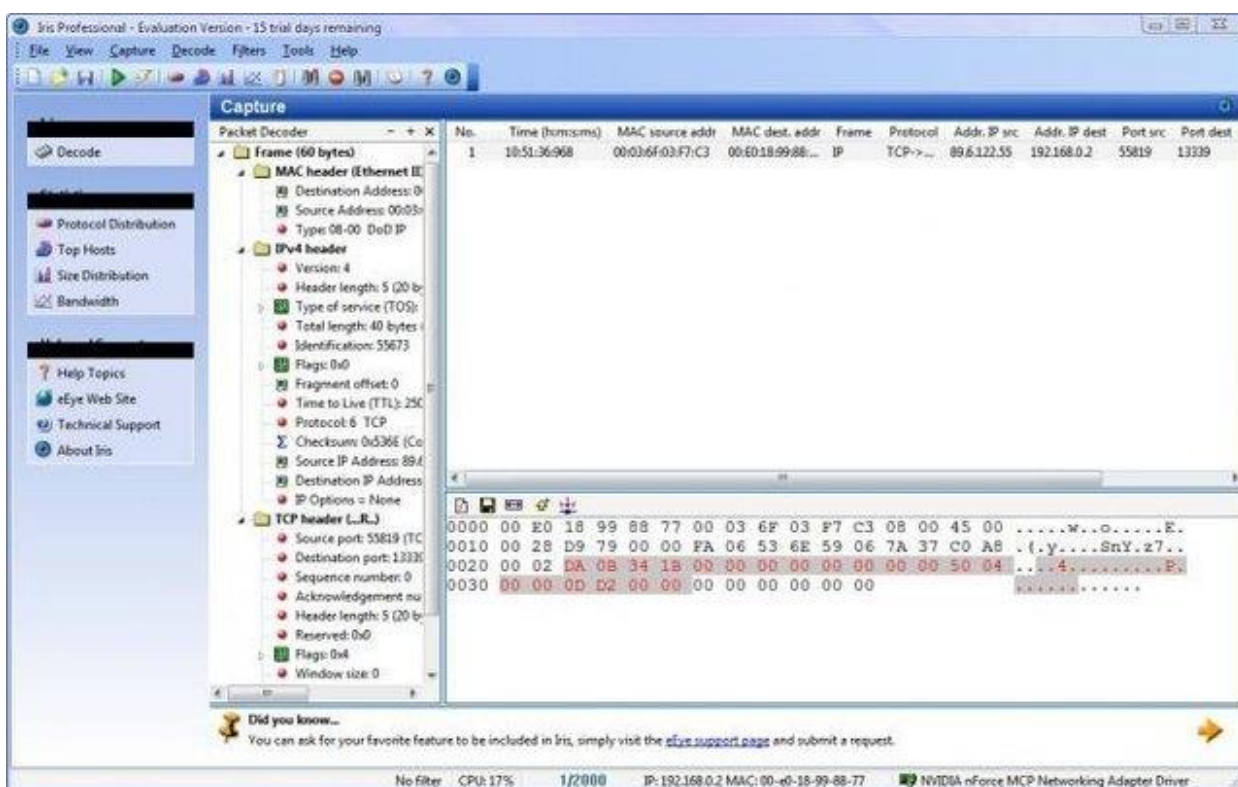 Iris Professional - Evaluation Version - 15 trial days remaining
File View Capture Decode Filters Tools Help
Decode
Protocol Distribution
Top Hosts
Size Distribution
Bandwidth
Help Topics
eEye Web Site
Technical Support
About Iris
Capture
Packet Decoder
Frame (60 bytes)
MAC header (Ethernet II
Destination Address:
Source Address: 00:03:
Type: 08-00 DoD IP
IPv4 header
Version: 4
Header length: 5 (20
Type of service (TOS):
Total length: 40 bytes
Identification: 55673
Flags: 0x0
Fragment offset: 0
Time to Live (TTL): 250
Protocol: 6 TCP
Checksum: 0x536E (Co
Source IP Address: 89.6
Destination IP Address
IP Options = None
TCP header (...R..)
Source port: 55819 (TC
Destination port: 13339
Sequence number: 0
Acknowledgement nu
Header length: 5 (20
Reserved: 0x0
Flags: 0x4
Window size: 0
No. Time (h:m:s:ms) MAC source addr MAC dest. addr Frame Protocol Addr. IP src Addr. IP dest Port src Port dest
1 10:51:36:968 00:03:6F:03:F7:C3 00:E0:18:99:88:... IP TCP->... 89.6.122.55 192.168.0.2 55819 13339
0000 00 E0 18 99 88 77 00 03 6F 03 F7 C3 08 00 45 00 .....w..o.....E.
0010 00 28 D9 79 00 00 FA 06 53 6E 59 06 7A 37 C0 A8 .(.y....SnY.z7..
0020 00 02 DA 0B 34 1B 00 00 00 00 00 00 00 00 50 04 ....4.........P.
0030 00 00 0D D2 00 00 00 00 00 00 00 00 ............
Did you know...
You can ask for your favorite feature to be included in Iris, simply visit the eEye support page and submit a request.
No filter CPU: 17% 1/2000 IP: 192.168.0.2 MAC: 00-e0-18-99-88-77 NVIDIA nForce MCP Networking Adapter Driver